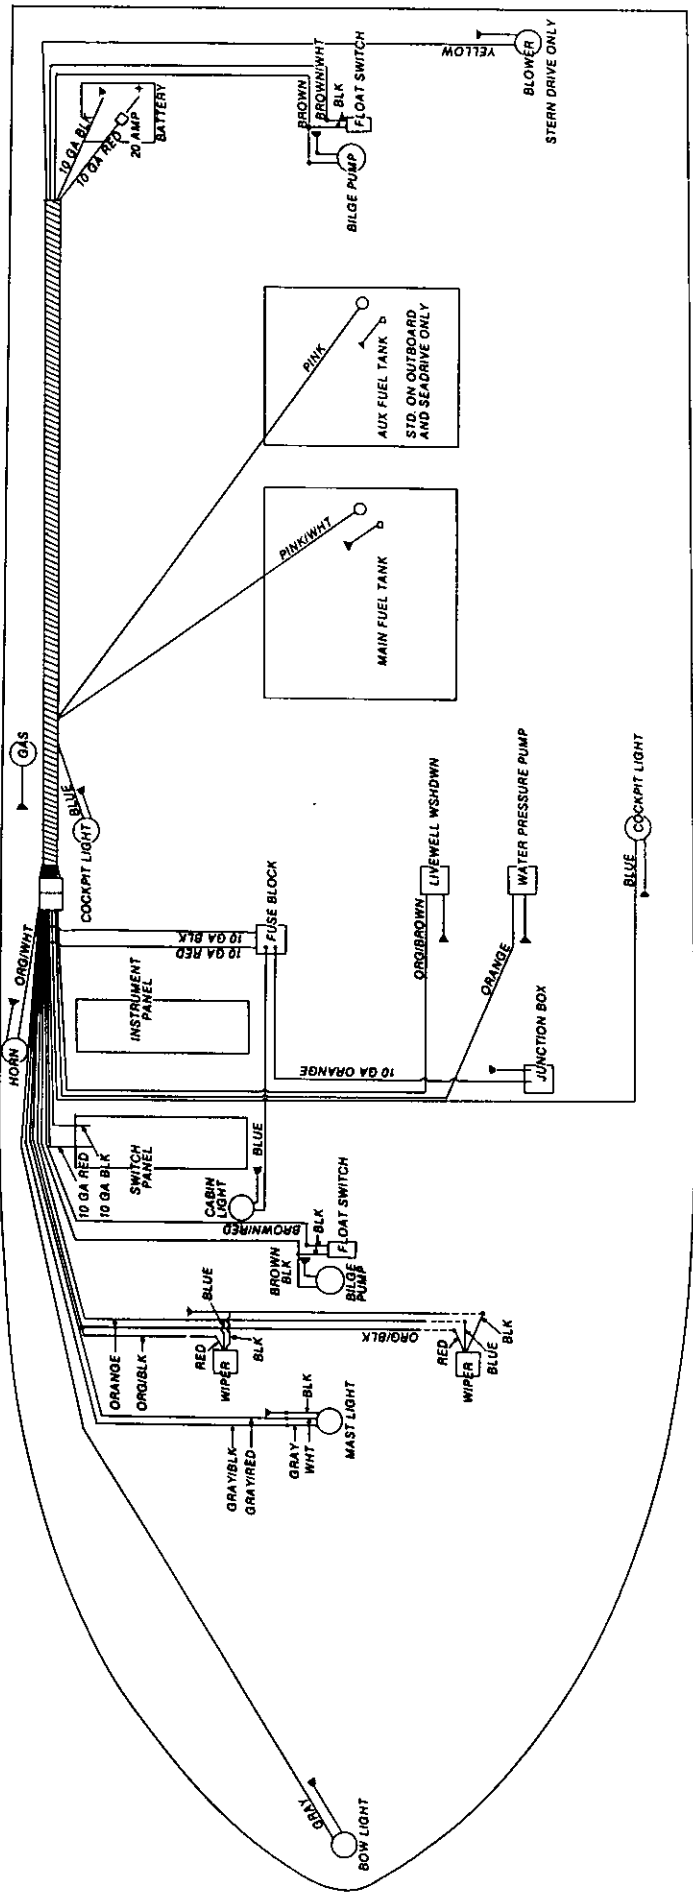 YELLOW
BLOWER
STERN DRIVE ONLY
BROWN
BROWN/WHT
BLK
FLOAT SWITCH
BILGE PUMP
10 GA BLK
10 GA RED
20 AMP
+
BATTERY
PINK
AUX FUEL TANK
STD. ON OUTBOARD
AND SEADRIVE ONLY
PINK/WHT
MAIN FUEL TANK
GAS
BLUE
COCKPIT LIGHT
ORG/WHT
HORN
10 GA BLK
10 GA RED
FUSE BLOCK
INSTRUMENT
PANEL
ORG/BROWN
LIVEWELL WSHDWN
ORANGE
WATER PRESSURE PUMP
BLUE
COCKPIT LIGHT
10 GA ORANGE
JUNCTION BOX
10 GA RED
10 GA BLK
SWITCH
PANEL
BLUE
CABIN
LIGHT
BROWN/RED
BLK
FLOAT SWITCH
BROWN
BLK
BILGE
PUMP
ORANGE
ORG/BLK
RED
BLUE
BLK
WIPER
ORG/BLK
RED
BLUE
BLK
WIPER
GRAY/BLK
GRAY/RED
GRAY
WHT
BLK
MAST LIGHT
GRAY
BOW LIGHT